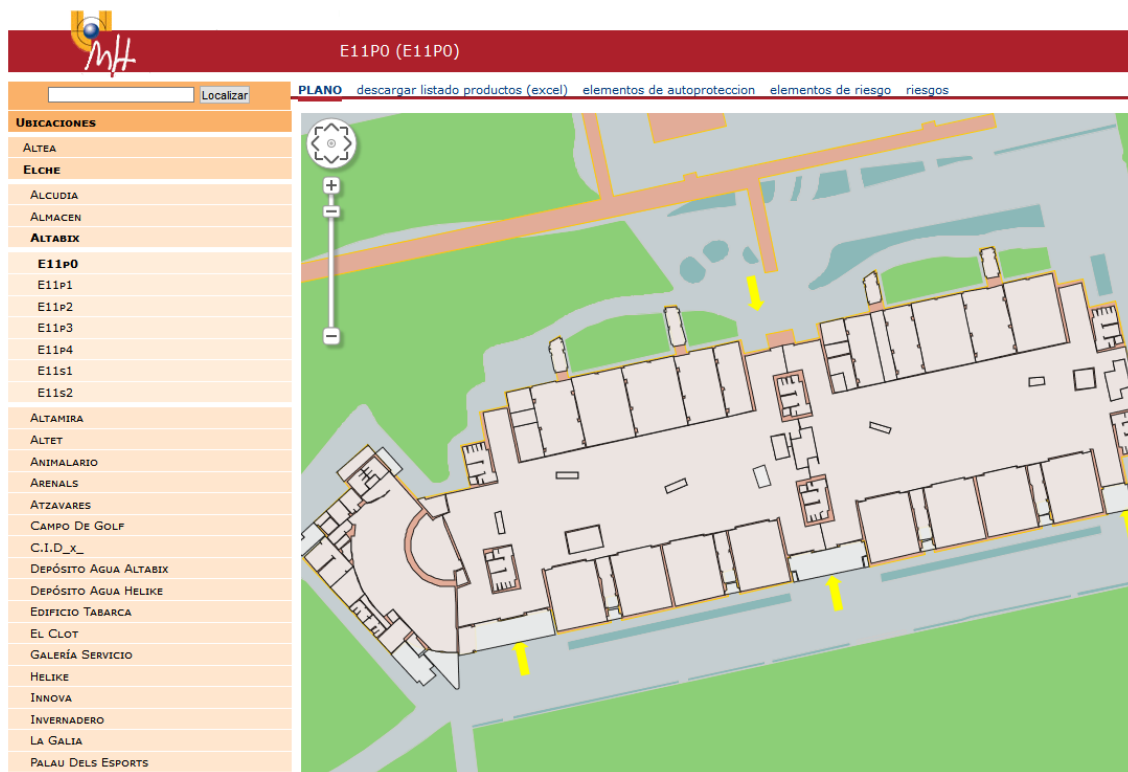 UMH
E11P0 (E11P0)
Localizar
PLANO descargar listado productos (excel) elementos de autoproteccion elementos de riesgo riesgos
UBICACIONES
ALTEA
ELCHE
ALCUDIA
ALMACEN
ALTABIX
E11P0
E11P1
E11P2
E11P3
E11P4
E11S1
E11S2
ALTAMIRA
ALTET
ANIMALARIO
ARENALS
ATZAVARES
CAMPO DE GOLF
C.I.D_X_
DEPÓSITO AGUA ALTABIX
DEPÓSITO AGUA HELIKE
EDIFICIO TABARCA
EL CLOT
GALERÍA SERVICIO
HELIKE
INNOVA
INVERNADERO
LA GALIA
PALAU DELS ESPORTS